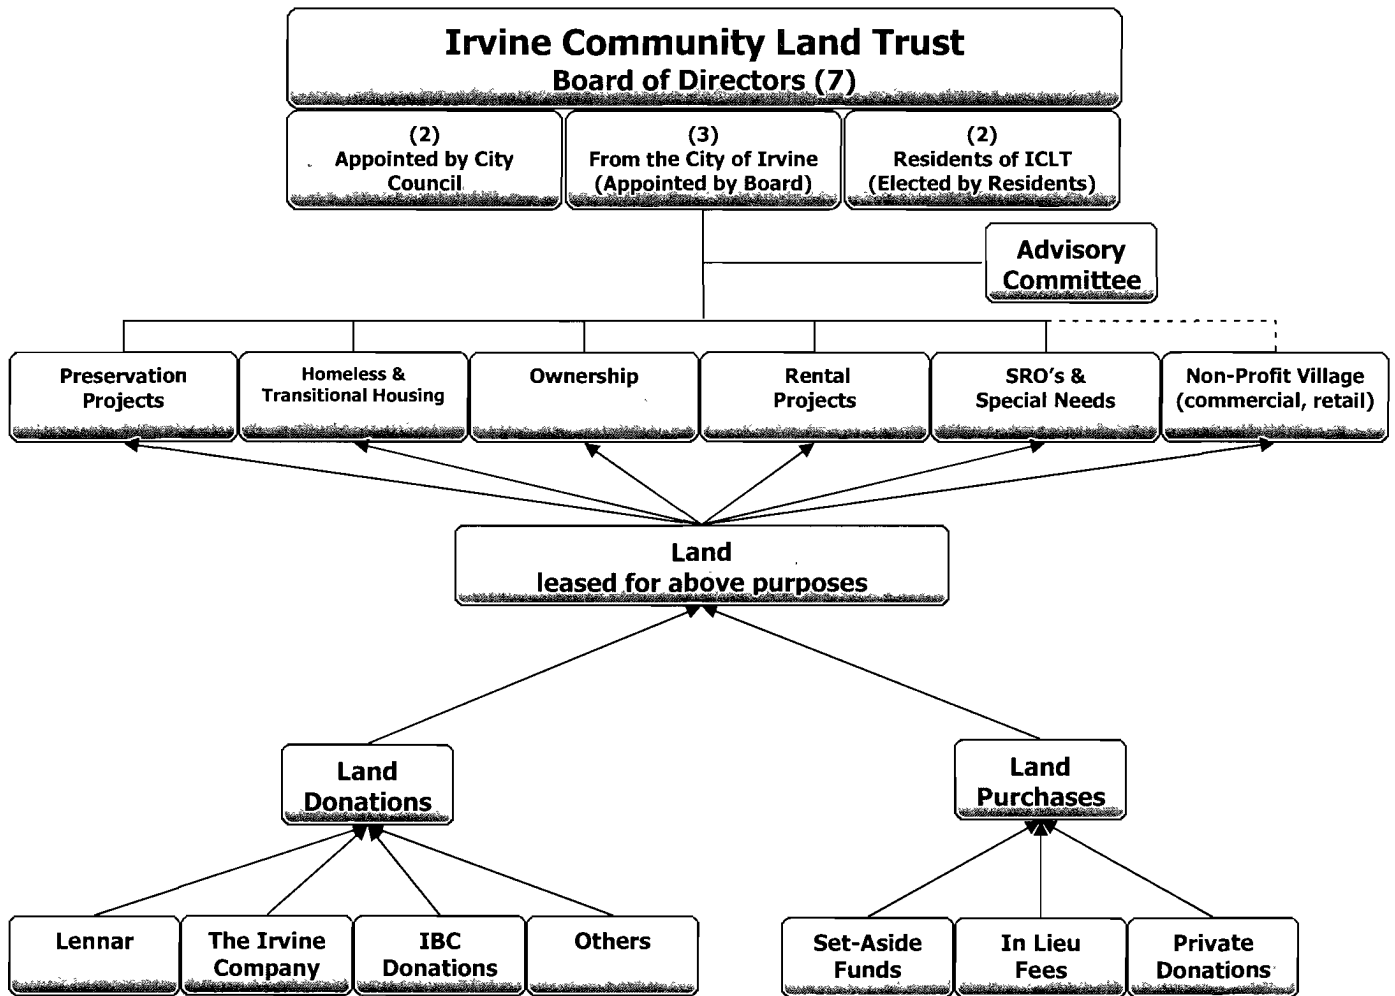 Irvine Community Land Trust
Board of Directors (7)
(2)
Appointed by City
Council
(3)
From the City of Irvine
(Appointed by Board)
(2)
Residents of ICLT
(Elected by Residents)
Advisory
Committee
Preservation
Projects
Homeless &
Transitional Housing
Ownership
Rental
Projects
SRO's &
Special Needs
Non-Profit Village
(commercial, retail)
Land
leased for above purposes
Land
Donations
Land
Purchases
Lennar
The Irvine
Company
IBC
Donations
Others
Set-Aside
Funds
In Lieu
Fees
Private
Donations